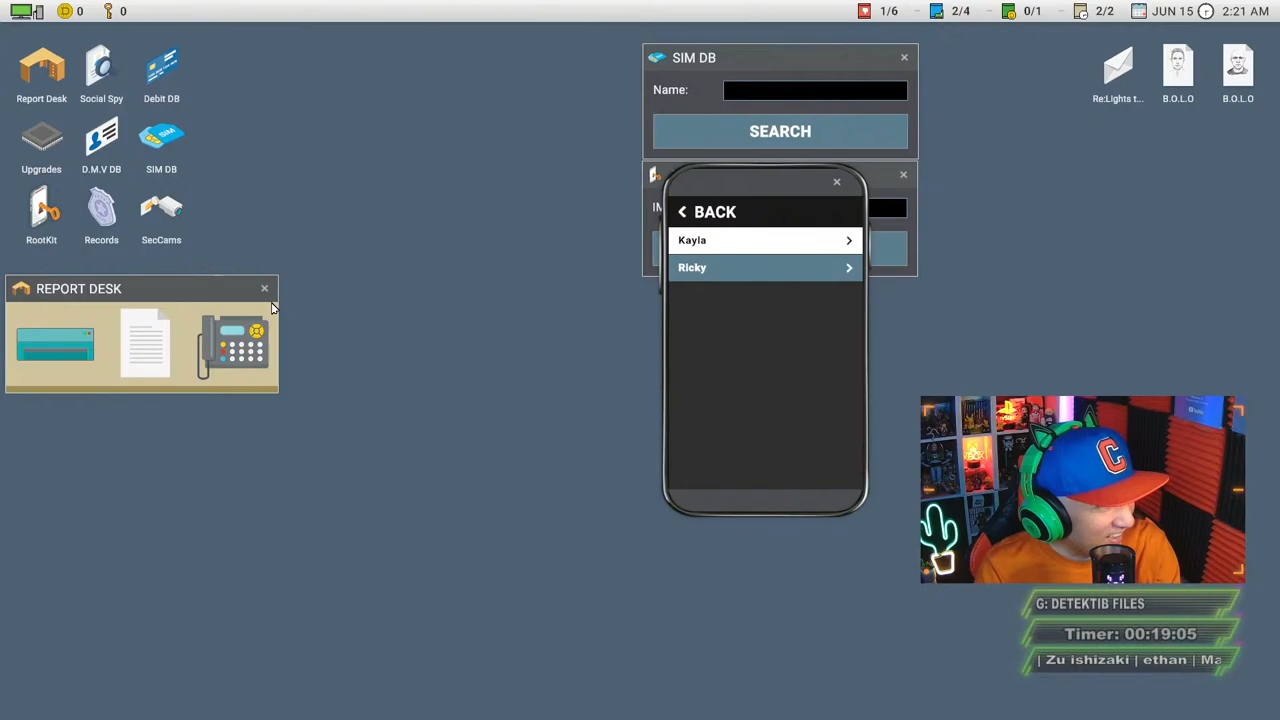 0
0
1/6
2/4
0/1
2/2
JUN 15
2:21 AM
Report Desk
Social Spy
Debit DB
Upgrades
D.M.V DB
SIM DB
RootKit
Records
SecCams
Re:Lights t...
B.O.L.O
B.O.L.O
SIM DB
Name:
SEARCH
BACK
Kayla
Ricky
REPORT DESK
G: DETEKTIB FILES
Timer: 00:19:05
| Zu ishizaki | ethan | Ma